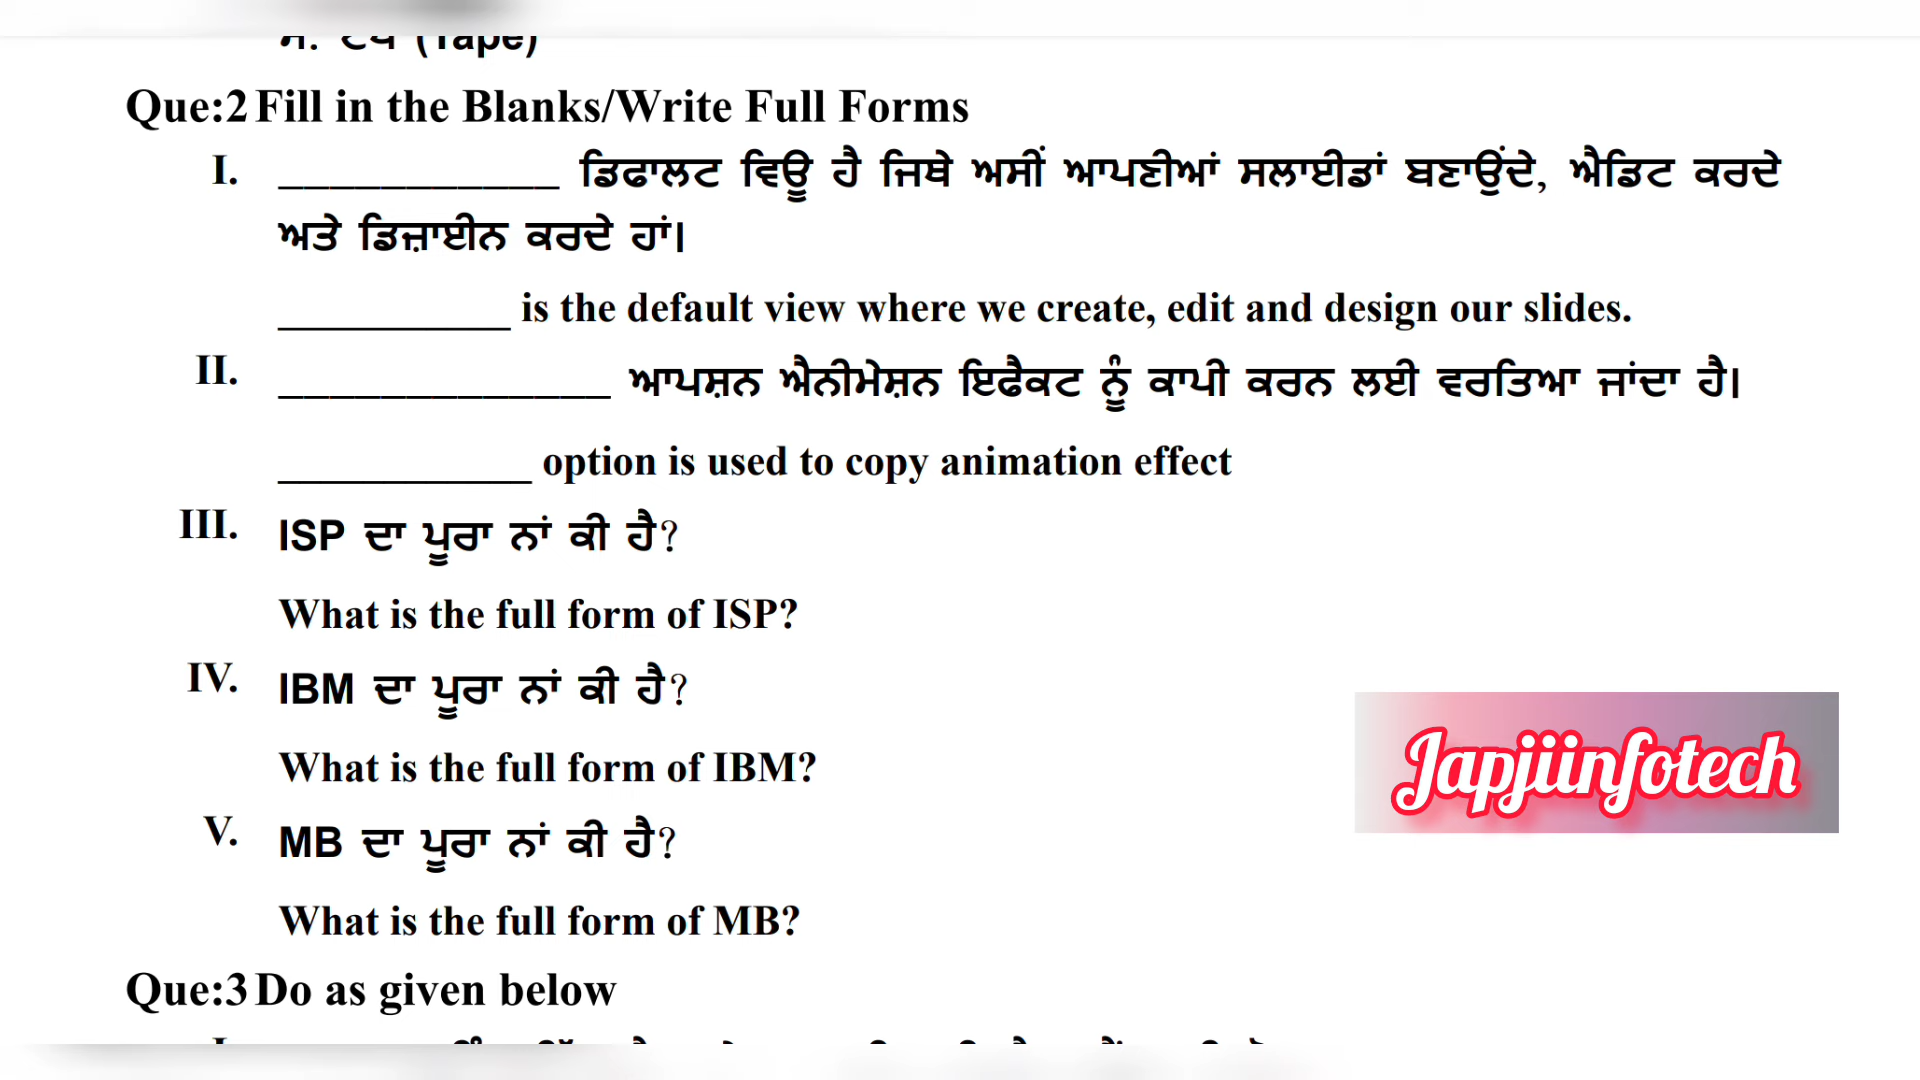 (Tape)
Que:2 Fill in the Blanks/Write Full Forms
I. ___________ ਡਿਫਾਲਟ ਵਿਊ ਹੈ ਜਿਥੇ ਅਸੀਂ ਆਪਣੀਆਂ ਸਲਾਈਡਾਂ ਬਣਾਉਂਦੇ, ਐਡਿਟ ਕਰਦੇ
ਅਤੇ ਡਿਜ਼ਾਈਨ ਕਰਦੇ ਹਾਂ।
___________ is the default view where we create, edit and design our slides.
II. _____________ ਆਪਸ਼ਨ ਐਨੀਮੇਸ਼ਨ ਇਫੈਕਟ ਨੂੰ ਕਾਪੀ ਕਰਨ ਲਈ ਵਰਤਿਆ ਜਾਂਦਾ ਹੈ।
____________ option is used to copy animation effect
III. ISP ਦਾ ਪੂਰਾ ਨਾਂ ਕੀ ਹੈ?
What is the full form of ISP?
IV. IBM ਦਾ ਪੂਰਾ ਨਾਂ ਕੀ ਹੈ?
What is the full form of IBM?
V. MB ਦਾ ਪੂਰਾ ਨਾਂ ਕੀ ਹੈ?
What is the full form of MB?
Japjiinfotech
Que:3 Do as given below